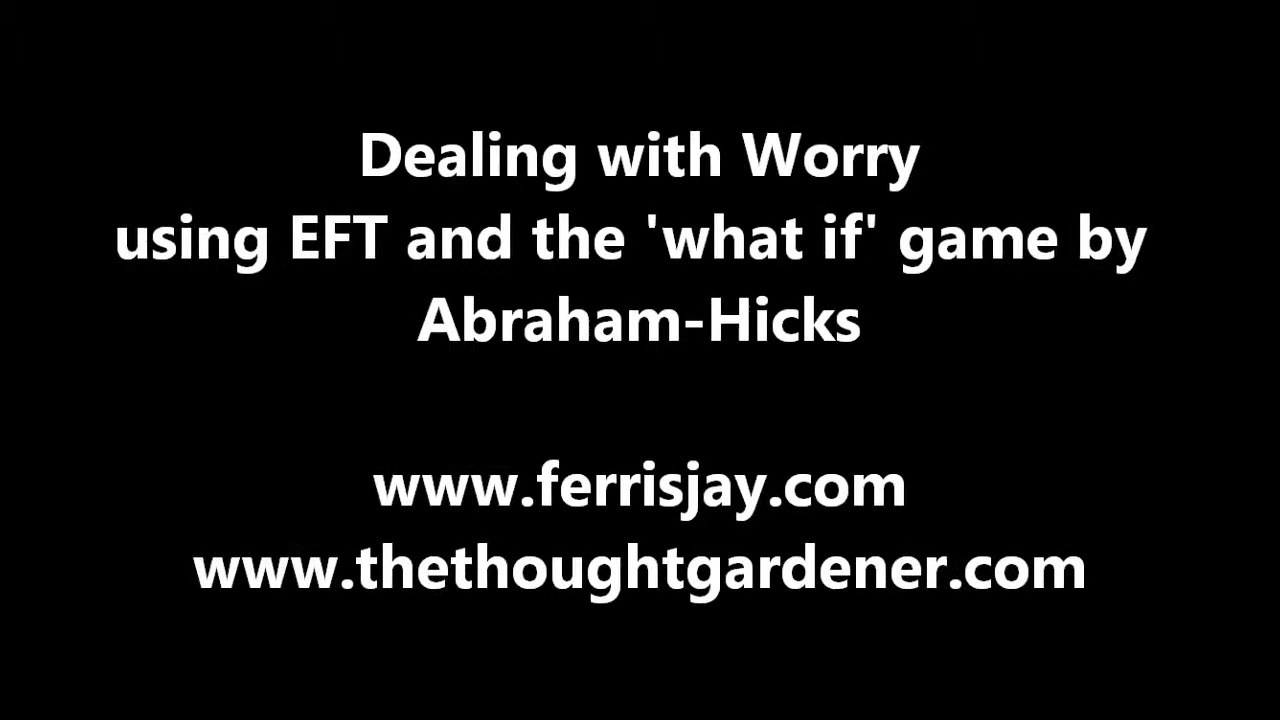 Dealing with Worry
using EFT and the 'what if' game by
Abraham-Hicks
www.ferrisjay.com
www.thethoughtgardener.com